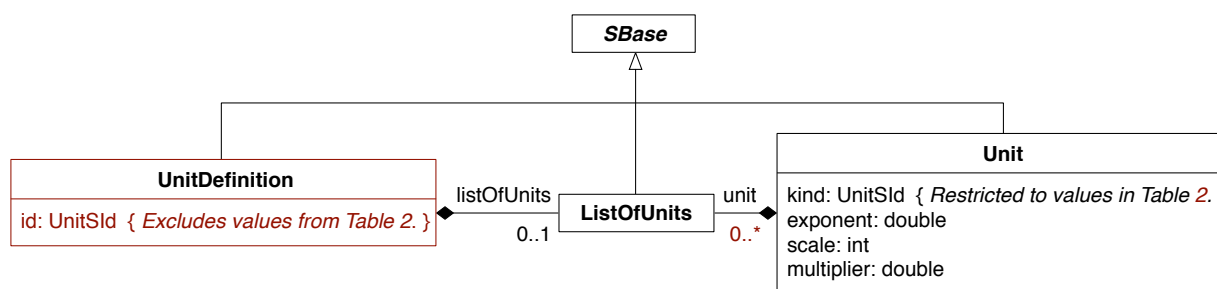 SBase
UnitDefinition
id: UnitSId { Excludes values from Table 2. }
listOfUnits
0..1
ListOfUnits
unit
0..*
Unit
kind: UnitSId { Restricted to values in Table 2.
exponent: double
scale: int
multiplier: double